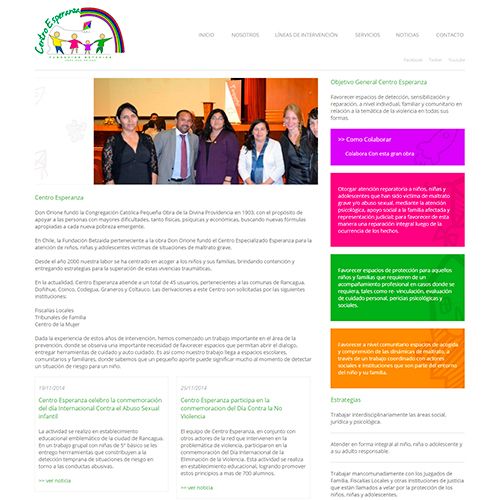 Centro Esperanza
FUNDACIÓN BETZAIDA
INICIO
NOSOTROS
LÍNEAS DE INTERVENCIÓN
SERVICIOS
NOTICIAS
CONTACTO
Facebook
Twitter
Youtube
Centro Esperanza
Don Orione fundó la Congregación Católica Pequeña Obra de la Divina Providencia en 1903, con el propósito de
apoyar a las personas con mayores dificultades, tanto físicas, psíquicas y económicas, buscando nuevas fórmulas
apropiadas a cada nueva pobreza emergente.
En Chile, la Fundación Betzaida perteneciente a la obra Don Orione fundó el Centro Especializado Esperanza para la
atención de niños, niñas y adolescentes victimas de situaciones de maltrato grave.
Desde el año 2000 nuestra labor se ha centrado en acoger a los niños y sus familias, brindando contención y
entregando estrategias para la superación de estas vivencias traumáticas.
En la actualidad, Centro Esperanza atiende a un total de 45 usuarios, pertenecientes a las comunas de Rancagua,
Doñihue, Coinco, Codegua, Graneros y Coltauco. Las derivaciones a este Centro son solicitadas por las siguientes
instituciones:
Fiscalías Locales
Tribunales de Familia
Centro de la Mujer
Dada la experiencia de estos años de intervención, hemos comenzado un trabajo importante en el área de la
prevención, donde se observa una importante necesidad de favorecer espacios que permitan abrir el dialogo,
entregar herramientas de cuidado y auto cuidado. Es así como nuestro trabajo llega a espacios escolares,
comunitarios y familiares, donde sabemos que un pequeño aporte puede significar mucho al momento de detectar
un situación de riesgo para un niño.
19/11/2014
Centro Esperanza celebro la conmemoración
del día Internacional Contra el Abuso Sexual
infantil
La actividad se realizo en establecimiento
educacional emblemático de la ciudad de Rancagua.
En un trabajo grupal con niñas de 5° básico se les
entrego herramientas que constribuyen a la
detención temprana de situaciones de riesgo en
torno a las conductas abusivas.
>> ver noticia
25/11/2014
Centro Esperanza participa en la
conmemoracion del Dia Contra la No
Violencia
El equipo de Centro Esperanza, en conjunto con
otros actores de la red que intervienen en la
problemática de violencia, participaron en la
conmemoración del Día Internacional de la
Eliminación de la Violencia. Esta actividad se realiza
en establecimiento educacional, logrando promover
estos principios a mas de 700 alumnos.
>> ver noticia
Objetivo General Centro Esperanza
Favorecer espacios de detección, sensibilización y
reparación, a nivel individual, familiar y comunitario en
relación a la temática de la violencia en todas sus
formas.
>> Como Colaborar
Colabora Con esta gran obra
Otorgar atención reparatoria a niños, niñas y
adolescentes que han sido victima de maltrato
grave y/o abuso sexual, mediante la atención
psicológica, apoyo social a la familia afectada y
representación judicial; para favorecer de esta
manera una reparación integral luego de la
ocurrencia de los hechos.
Favorecer espacios de protección para aquellos
niños y familias que requieren de un
acompañamiento profesional en casos donde se
requiera, tales como re- vinculación, evaluación
de cuidado personal, pericias psicológicas y
sociales.
Favorecer a nivel comunitario espacios de acogida
y comprensión de las dinámicas de maltrato, a
través de un trabajo coordinado con actores
sociales e instituciones que son parte del entorno
del niño y su familia.
Estrategias
Trabajar interdisciplinariamente las áreas social,
jurídica y psicológica.
Atender en forma integral al niño, niña o adolescente y
a su adulto responsable.
Trabajar mancomunadamente con los Juzgados de
Familia, Fiscalías Locales y otras instituciones de justicia
que están llamados a velar por la protección de los
niños, niñas y adolescentes.